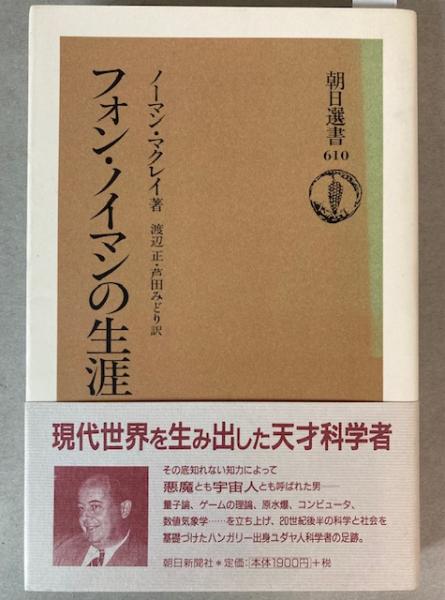 朝日選書
610
ノーマン・マクレイ著 渡辺 正・芦田みどり訳
フォン・ノイマンの生涯
現代世界を生み出した天才科学者
その底知れない知力によって
悪魔とも宇宙人とも呼ばれた男——
量子論、ゲームの理論、原水爆、コンピュータ、
数値気象学……を立ち上げ、20世紀後半の科学と社会を
基礎づけたハンガリー出身ユダヤ人科学者の足跡。
朝日新聞社*定価:[本体1900円]+税